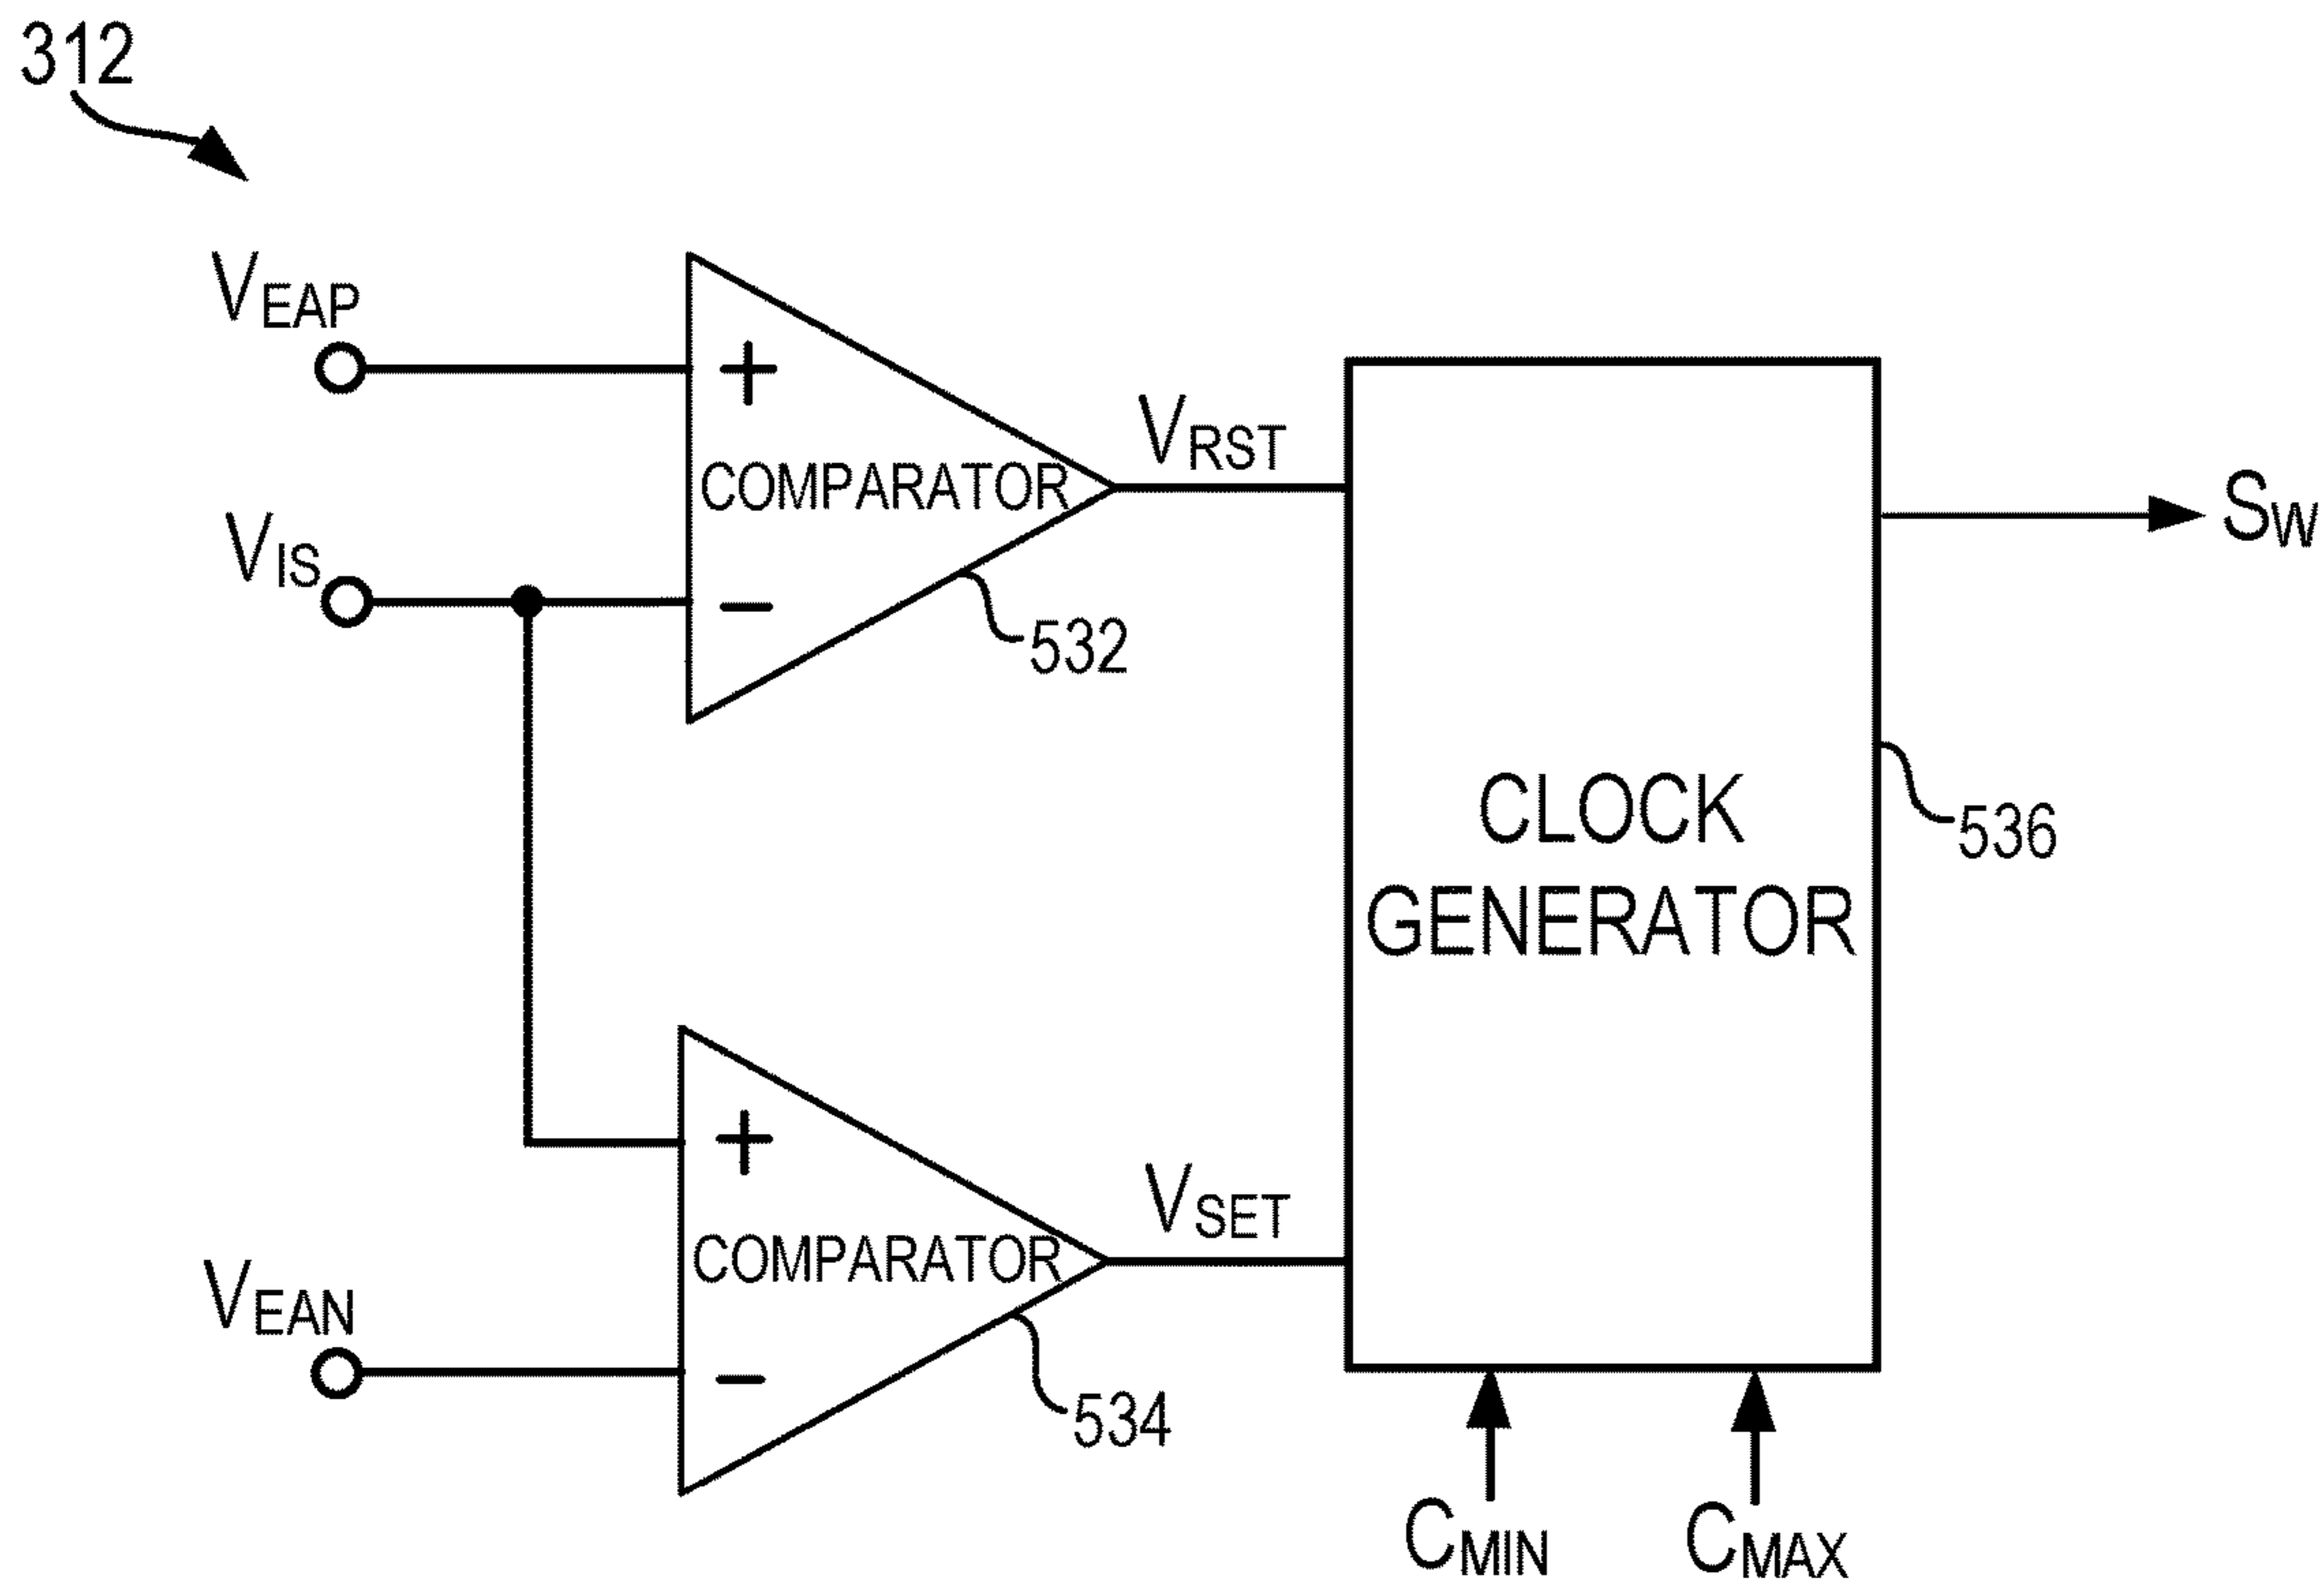 312
VEAP
+
COMPARATOR
VRST
VIS
−
532
SW
CLOCK
GENERATOR
536
+
COMPARATOR
VSET
VEAN
−
534
CMIN
CMAX